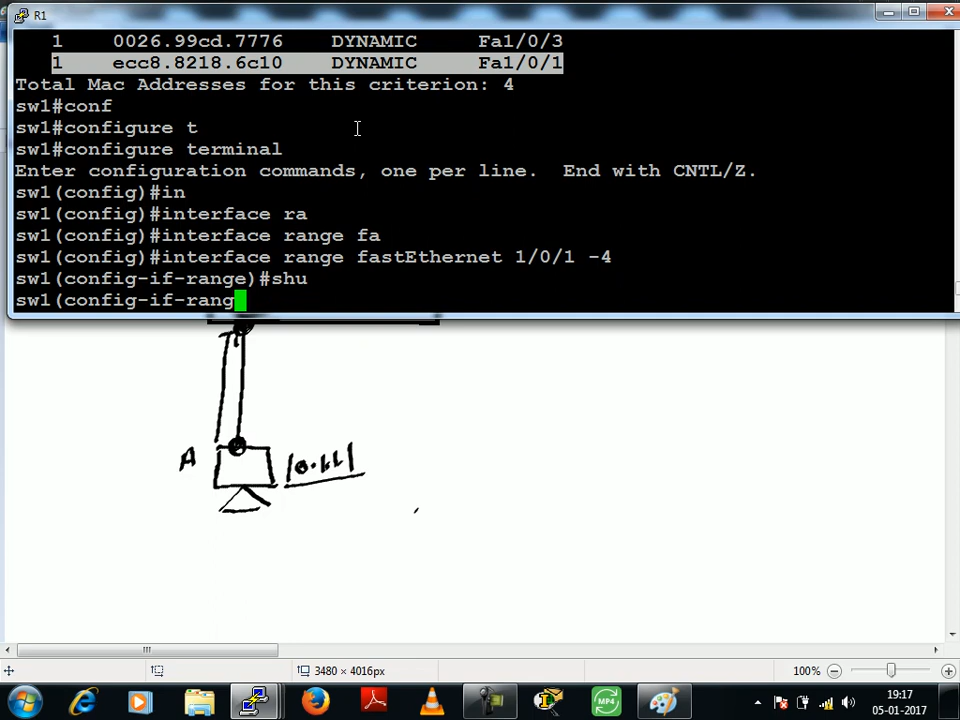 R1
1    0026.99cd.7776    DYNAMIC    Fa1/0/3
1    ecc8.8218.6c10    DYNAMIC    Fa1/0/1
Total Mac Addresses for this criterion: 4
sw1#conf
sw1#configure t
sw1#configure terminal
Enter configuration commands, one per line.  End with CNTL/Z.
sw1(config)#in
sw1(config)#interface ra
sw1(config)#interface range fa
sw1(config)#interface range fastEthernet 1/0/1 -4
sw1(config-if-range)#shu
sw1(config-if-rang
A
3480 × 4016px
100%
MP4
19:17
05-01-2017